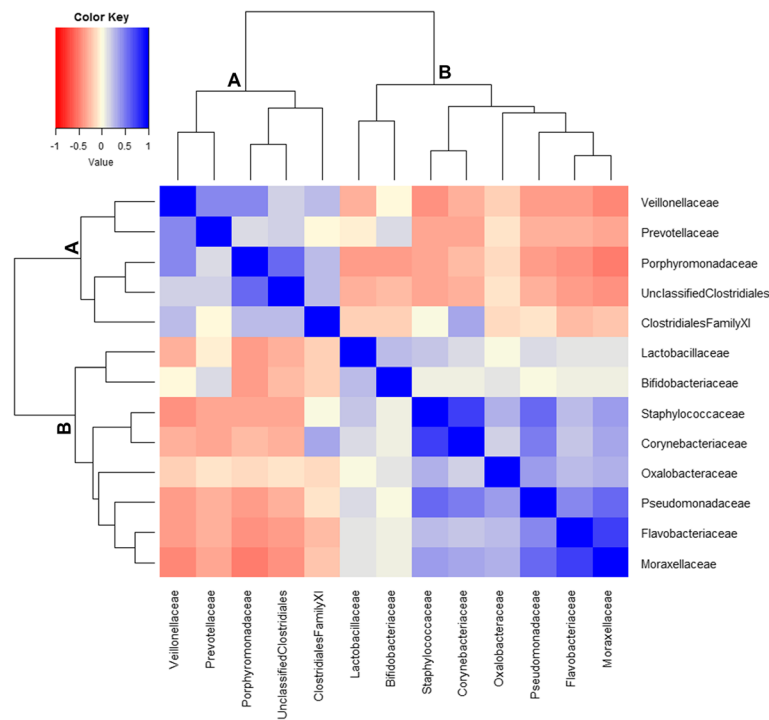 Color Key
-1 -0.5 0 0.5 1
Value
A
B
A
B
Veillonellaceae
Prevotellaceae
Porphyromonadaceae
UnclassifiedClostridiales
ClostridialesFamilyXI
Lactobacillaceae
Bifidobacteriaceae
Staphylococcaceae
Corynebacteriaceae
Oxalobacteraceae
Pseudomonadaceae
Flavobacteriaceae
Moraxellaceae
Veillonellaceae
Prevotellaceae
Porphyromonadaceae
UnclassifiedClostridiales
ClostridialesFamilyXI
Lactobacillaceae
Bifidobacteriaceae
Staphylococcaceae
Corynebacteriaceae
Oxalobacteraceae
Pseudomonadaceae
Flavobacteriaceae
Moraxellaceae